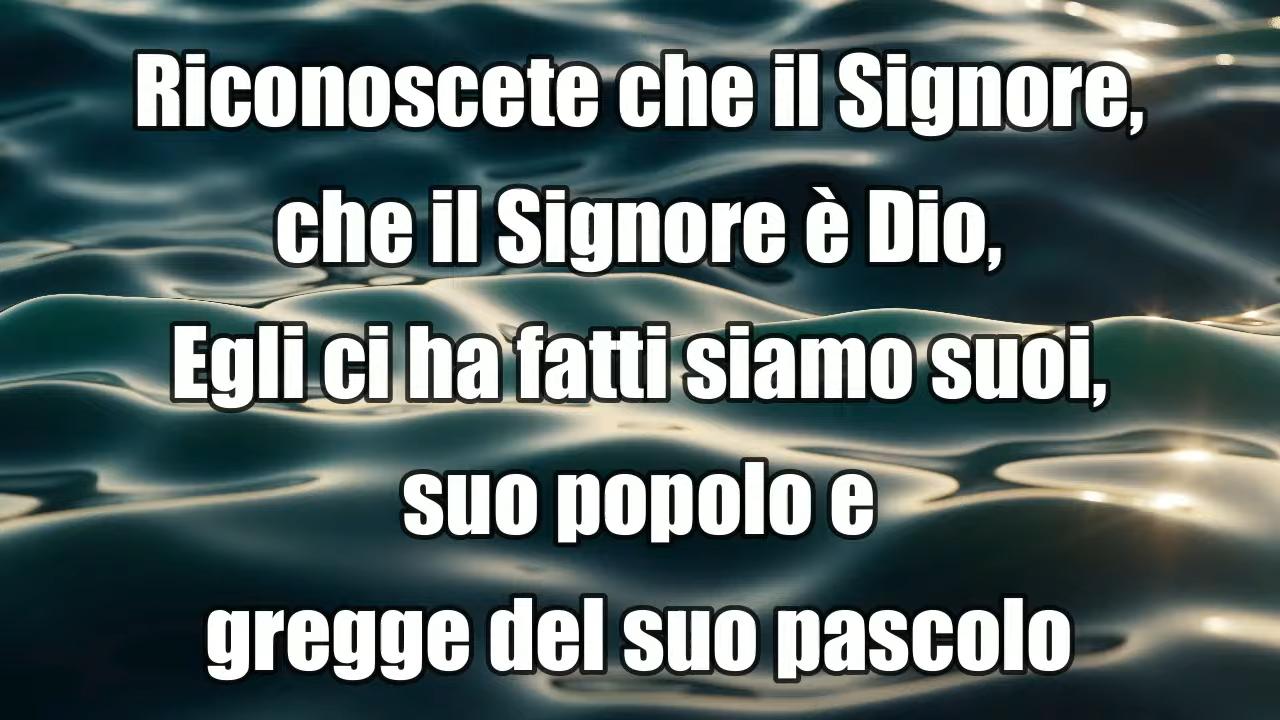 Riconoscete che il Signore,
che il Signore è Dio,
Egli ci ha fatti siamo suoi,
suo popolo e
gregge del suo pascolo